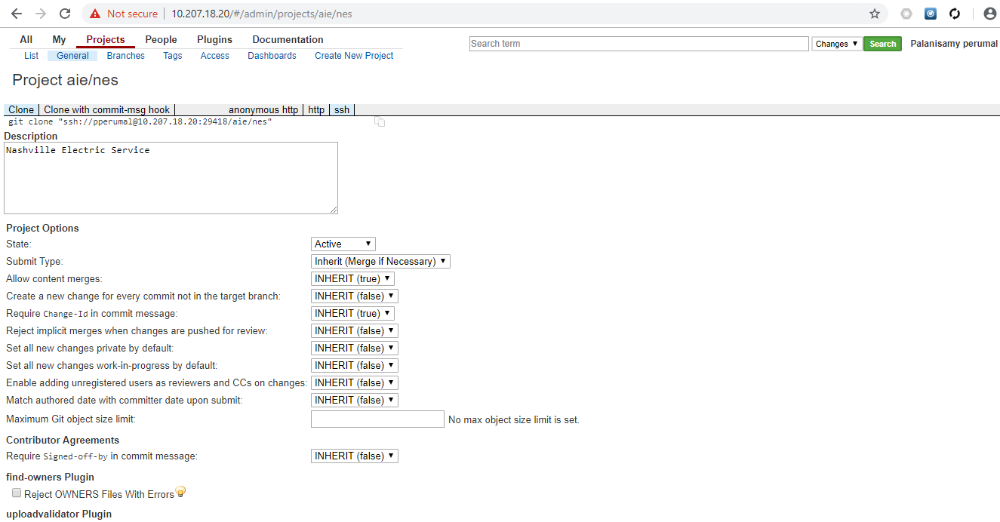 Not secure 10.207.18.20/#/admin/projects/aie/nes
All My Projects People Plugins Documentation
Search term Changes Search Palanisamy perumal
List General Branches Tags Access Dashboards Create New Project
Project aie/nes
Clone Clone with commit-msg hook anonymous http http ssh
git clone "ssh://pperumal@10.207.18.20:29418/aie/nes"
Description
Nashville Electric Service
Project Options
State: Active
Submit Type: Inherit (Merge if Necessary)
Allow content merges: INHERIT (true)
Create a new change for every commit not in the target branch: INHERIT (false)
Require Change-Id in commit message: INHERIT (true)
Reject implicit merges when changes are pushed for review: INHERIT (false)
Set all new changes private by default: INHERIT (false)
Set all new changes work-in-progress by default: INHERIT (false)
Enable adding unregistered users as reviewers and CCs on changes: INHERIT (false)
Match authored date with committer date upon submit: INHERIT (false)
Maximum Git object size limit: No max object size limit is set.
Contributor Agreements
Require Signed-off-by in commit message: INHERIT (false)
find-owners Plugin
Reject OWNERS Files With Errors
uploadvalidator Plugin